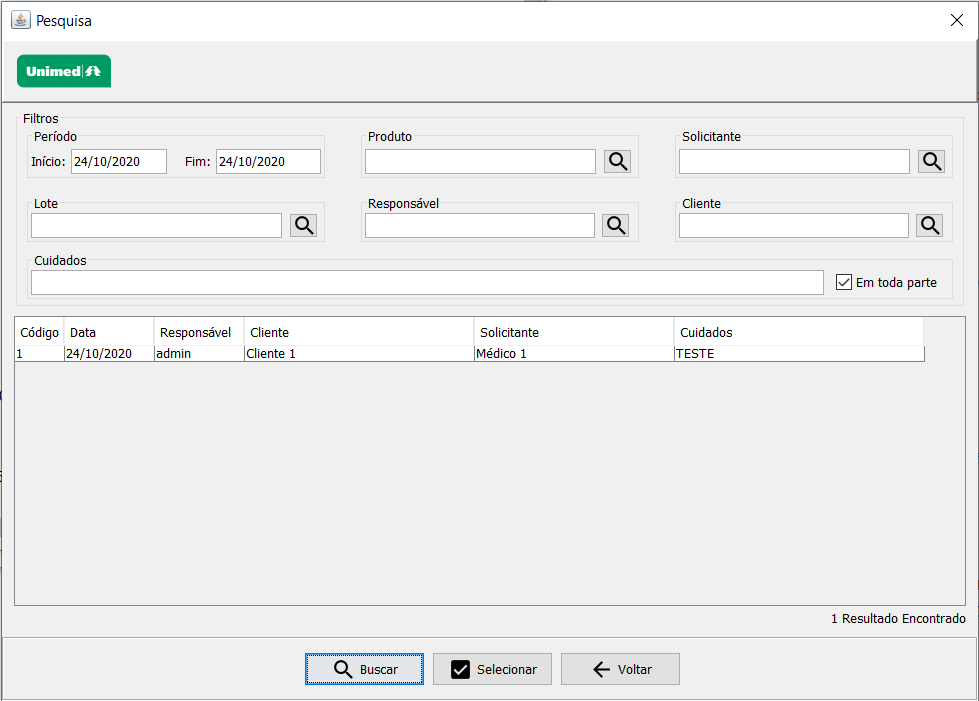 Pesquisa
Unimed
Filtros
Período
Início: 24/10/2020 Fim: 24/10/2020
Produto
Solicitante
Lote
Responsável
Cliente
Cuidados
Em toda parte
Código Data Responsável Cliente Solicitante Cuidados
1 24/10/2020 admin Cliente 1 Médico 1 TESTE
1 Resultado Encontrado
Buscar Selecionar Voltar